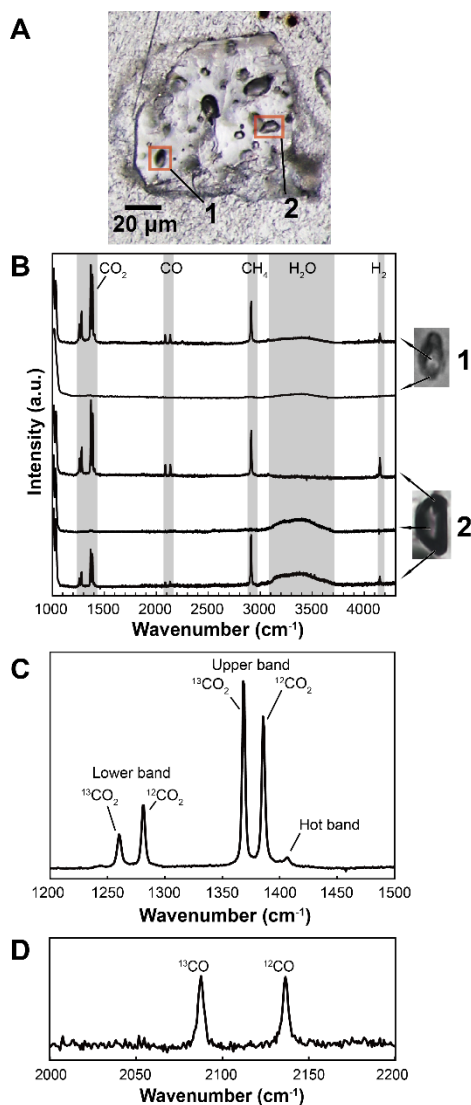 A
20 µm
1
2
B
CO₂ CO CH₄ H₂O H₂
1
2
Intensity (a.u.)
1000 1500 2000 2500 3000 3500 4000
Wavenumber (cm⁻¹)
C
Upper band
¹³CO₂ ¹²CO₂
Lower band
¹³CO₂ ¹²CO₂
Hot band
1200 1250 1300 1350 1400 1450 1500
Wavenumber (cm⁻¹)
D
¹³CO ¹²CO
2000 2050 2100 2150 2200
Wavenumber (cm⁻¹)